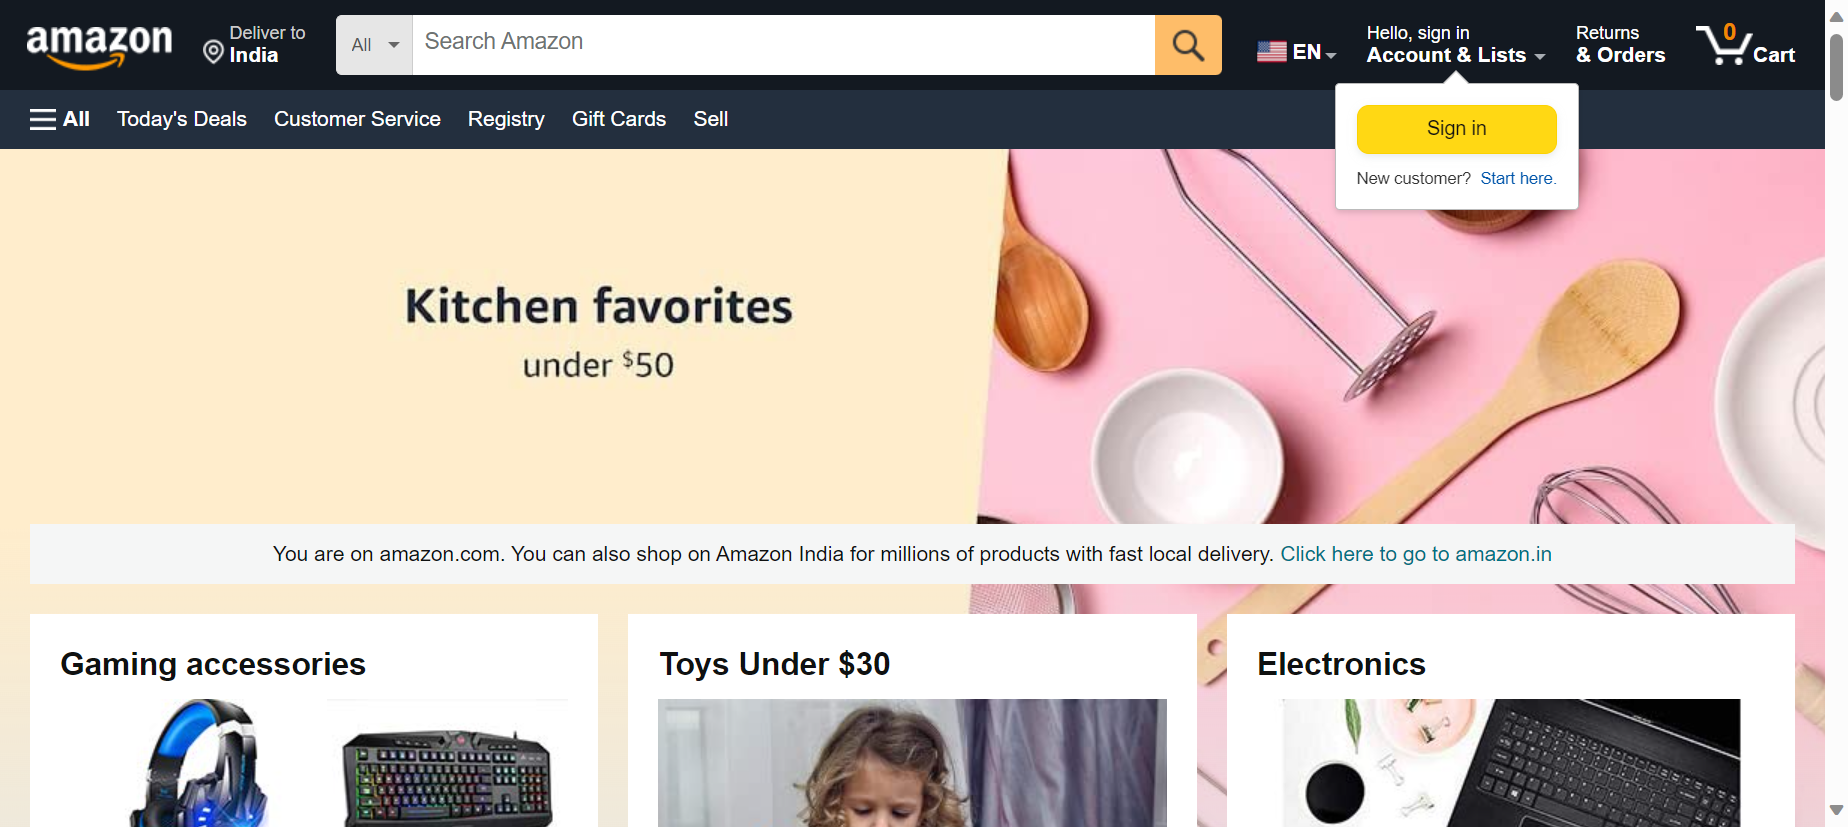 amazon
Deliver to
India
All
Search Amazon
EN
Hello, sign in
Account & Lists
Returns
& Orders
0
Cart
All
Today's Deals
Customer Service
Registry
Gift Cards
Sell
Sign in
New customer? Start here.
Kitchen favorites
under $50
You are on amazon.com. You can also shop on Amazon India for millions of products with fast local delivery. Click here to go to amazon.in
Gaming accessories
Toys Under $30
Electronics